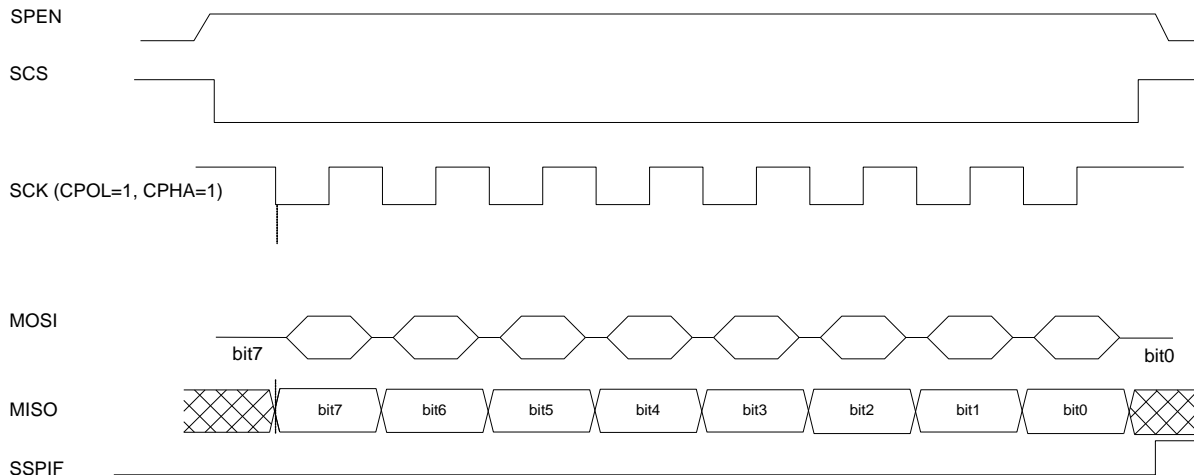 SPEN
SCS
SCK (CPOL=1, CPHA=1)
MOSI
bit7 bit0
MISO bit7 bit6 bit5 bit4 bit3 bit2 bit1 bit0
SSPIF